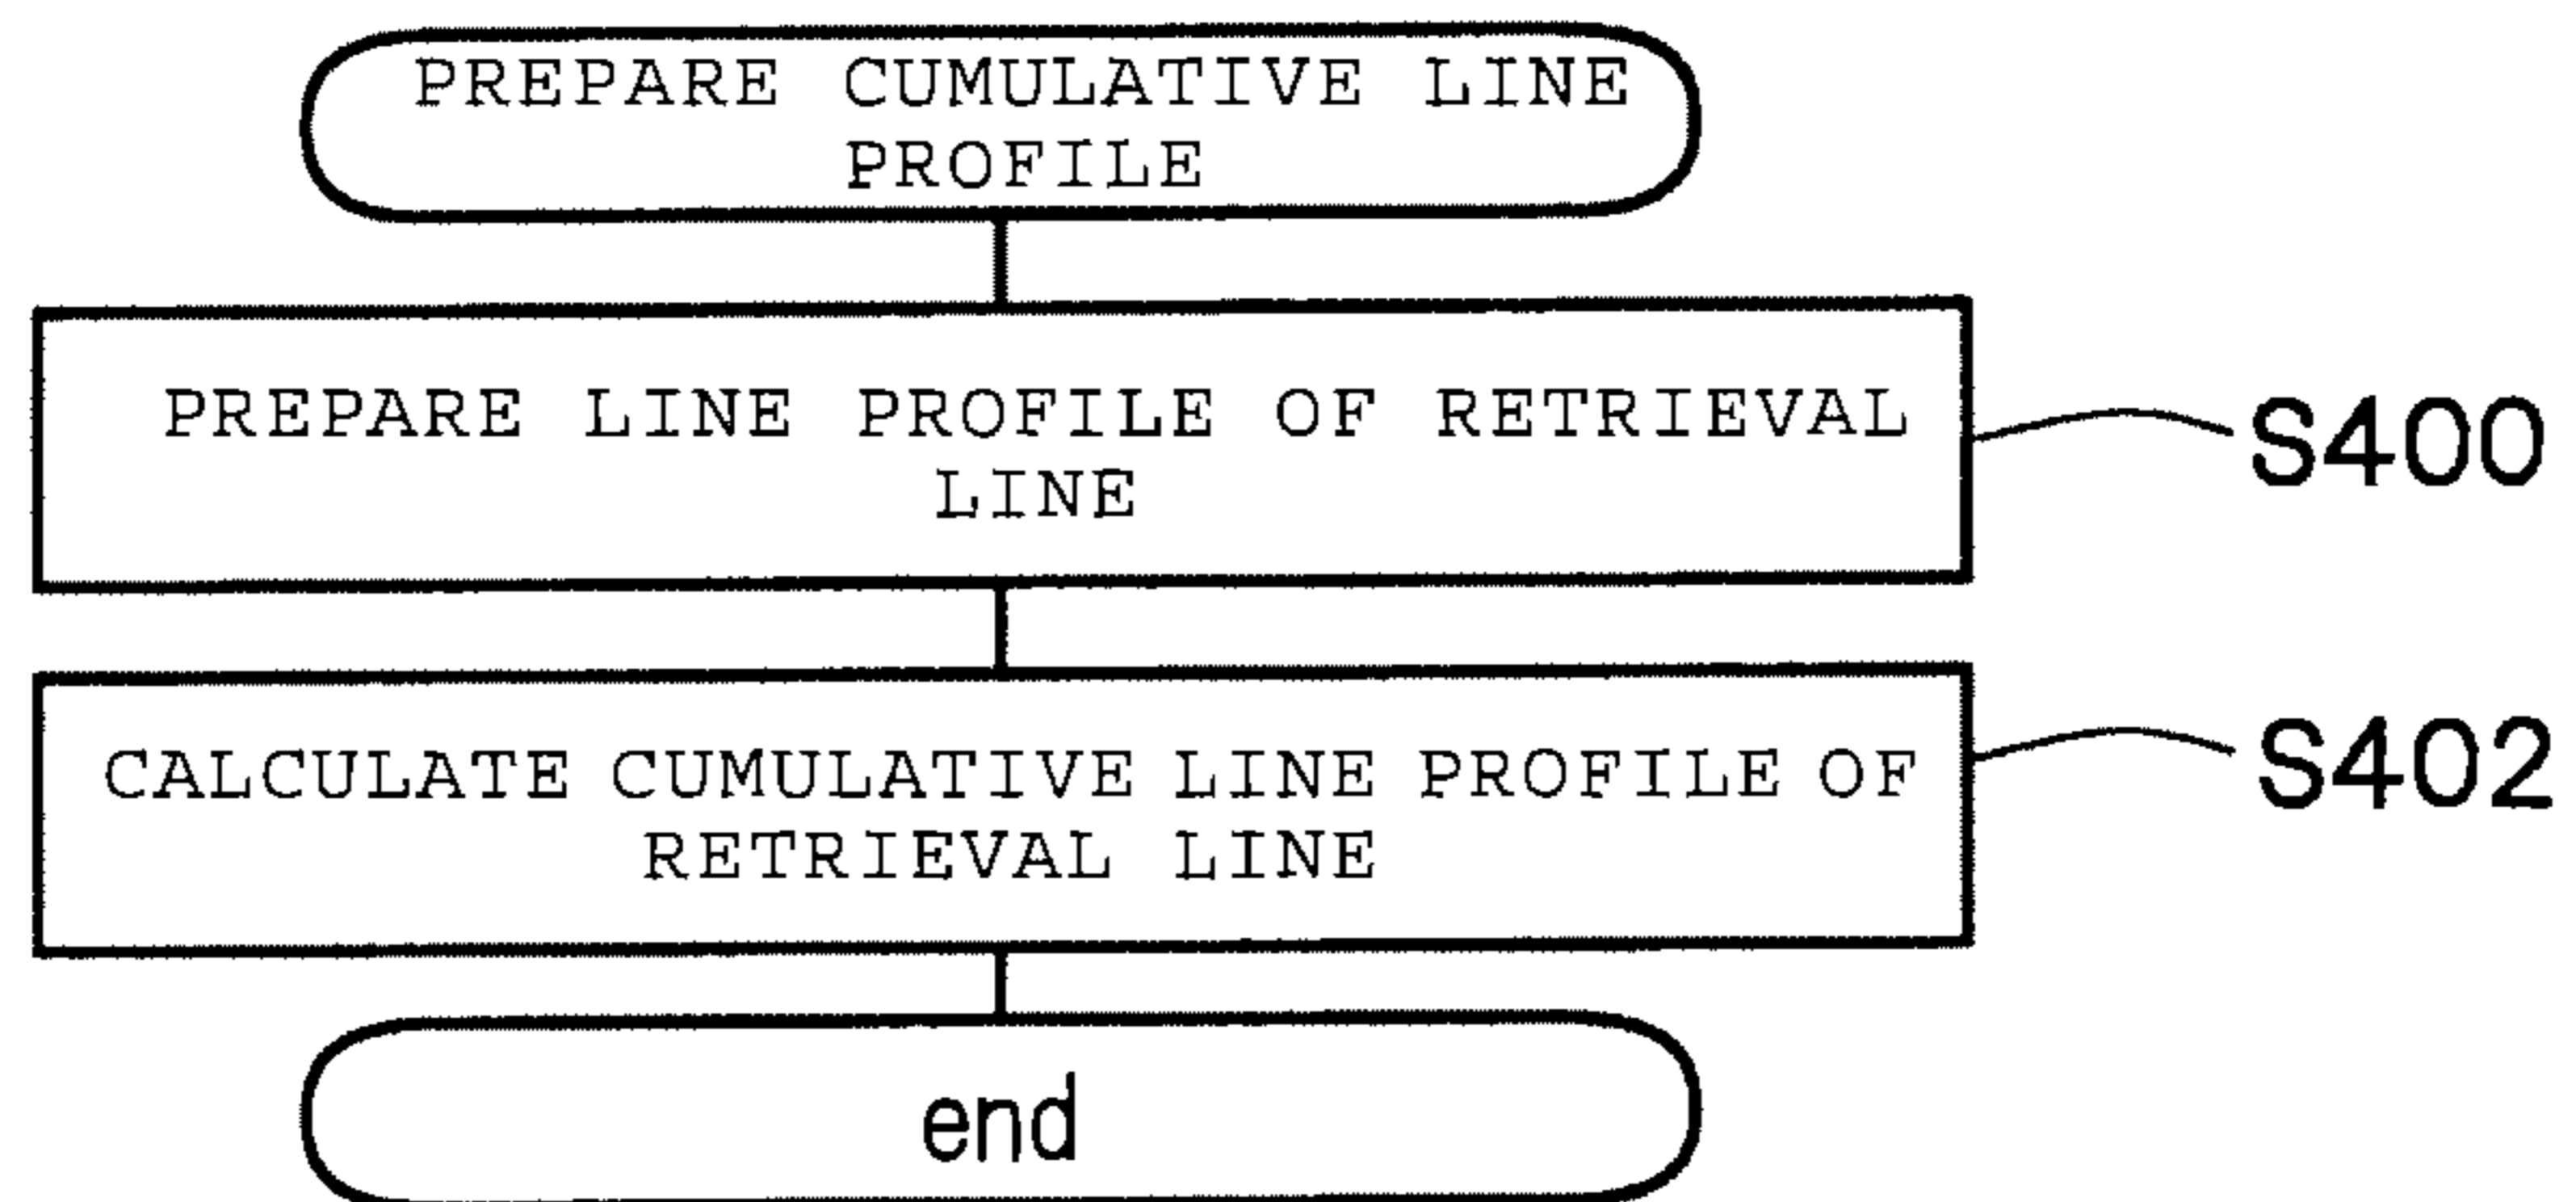 PREPARE CUMULATIVE LINE
PROFILE
PREPARE LINE PROFILE OF RETRIEVAL
LINE
S400
CALCULATE CUMULATIVE LINE PROFILE OF
RETRIEVAL LINE
S402
end